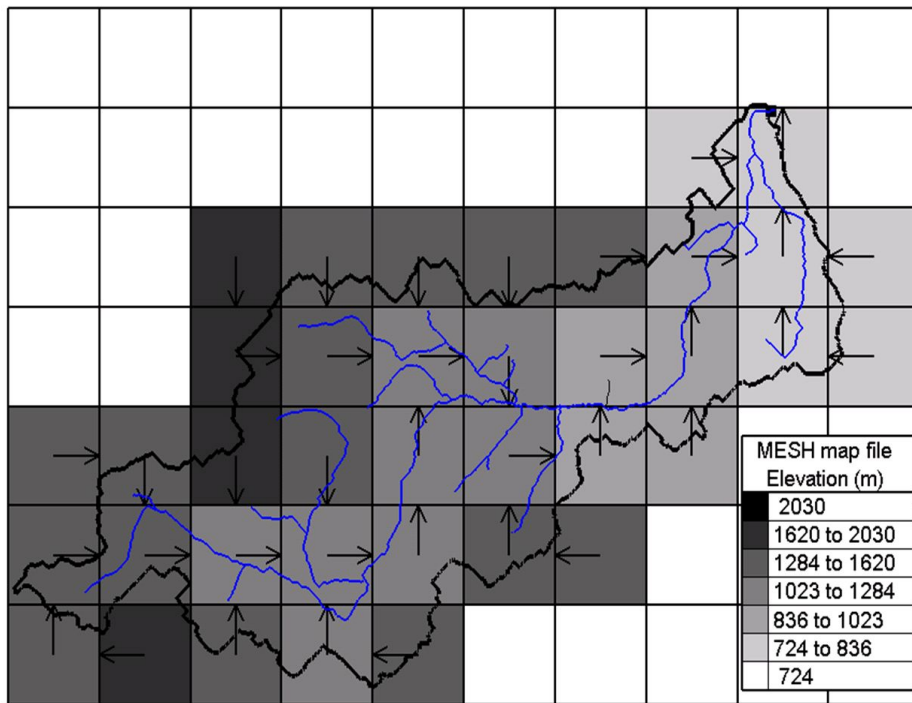 MESH map file
Elevation (m)
2030
1620 to 2030
1284 to 1620
1023 to 1284
836 to 1023
724 to 836
724